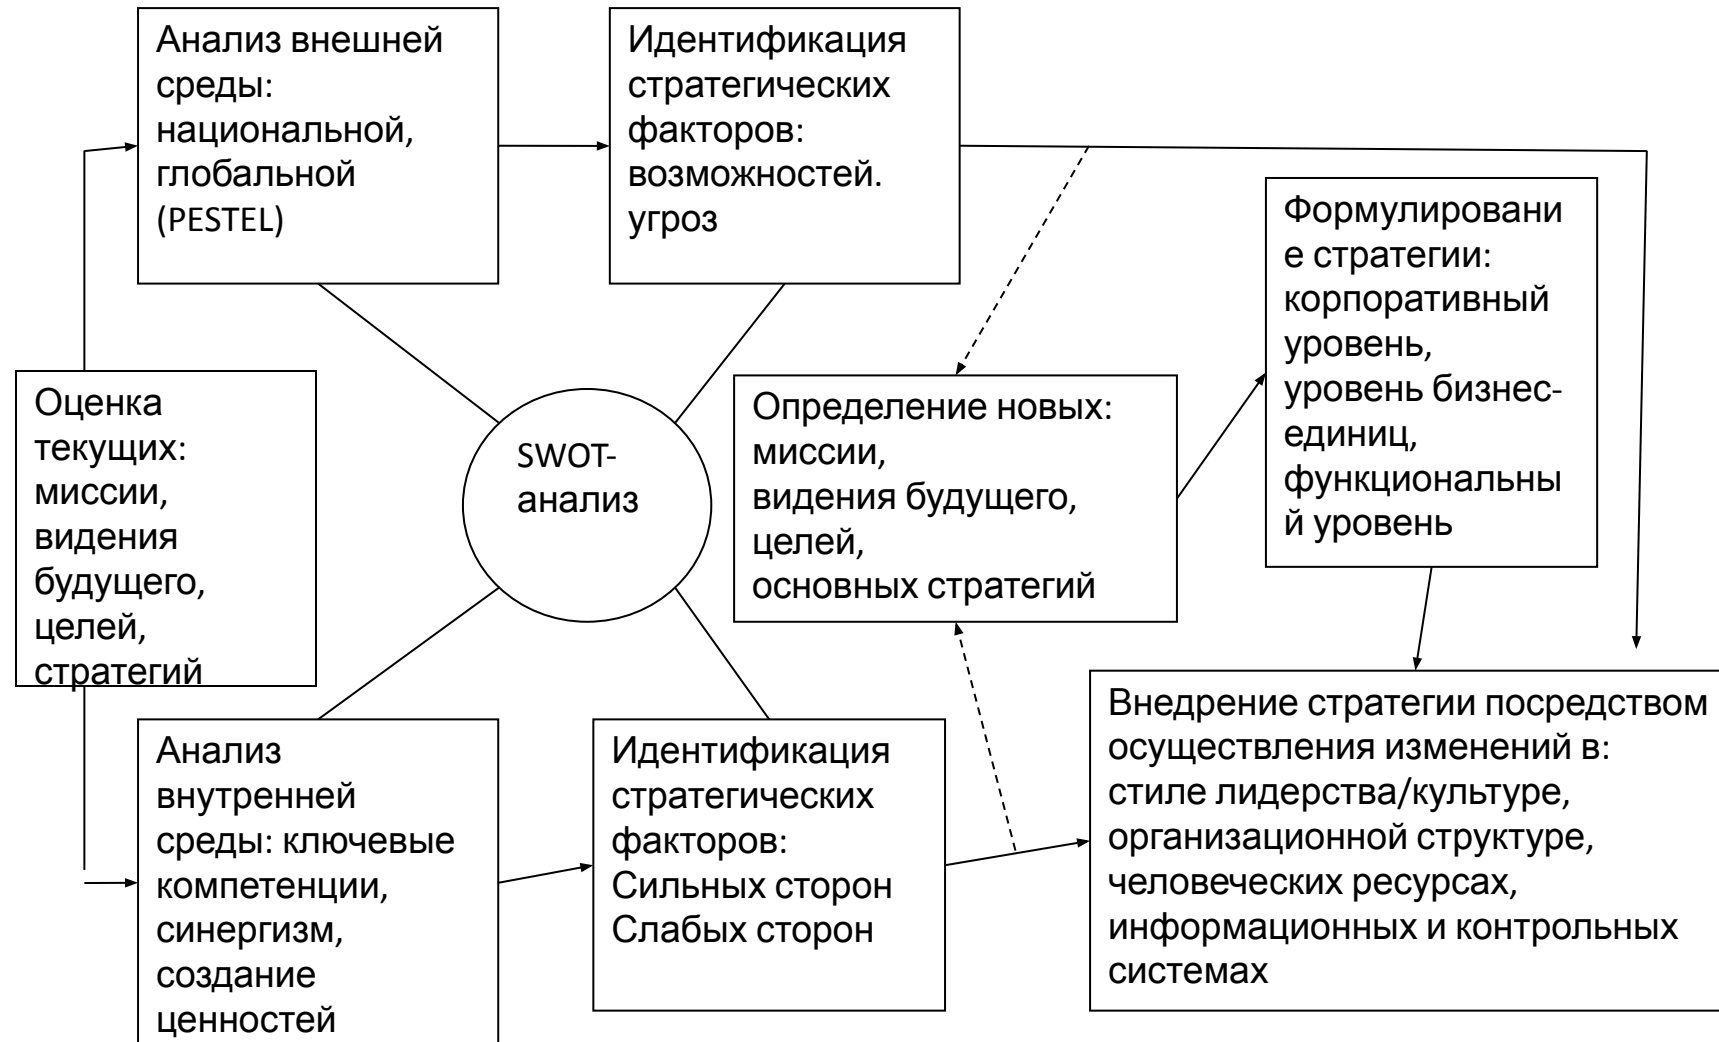 Анализ внешней
среды:
национальной,
глобальной
(PESTEL)
Идентификация
стратегических
факторов:
возможностей.
угроз
Формулировани
е стратегии:
корпоративный
уровень,
уровень бизнес-
единиц,
функциональны
й уровень
Оценка
текущих:
миссии,
видения
будущего,
целей,
стратегий
SWOT-
анализ
Определение новых:
миссии,
видения будущего,
целей,
основных стратегий
Анализ
внутренней
среды: ключевые
компетенции,
синергизм,
создание
ценностей
Идентификация
стратегических
факторов:
Сильных сторон
Слабых сторон
Внедрение стратегии посредством
осуществления изменений в:
стиле лидерства/культуре,
организационной структуре,
человеческих ресурсах,
информационных и контрольных
системах